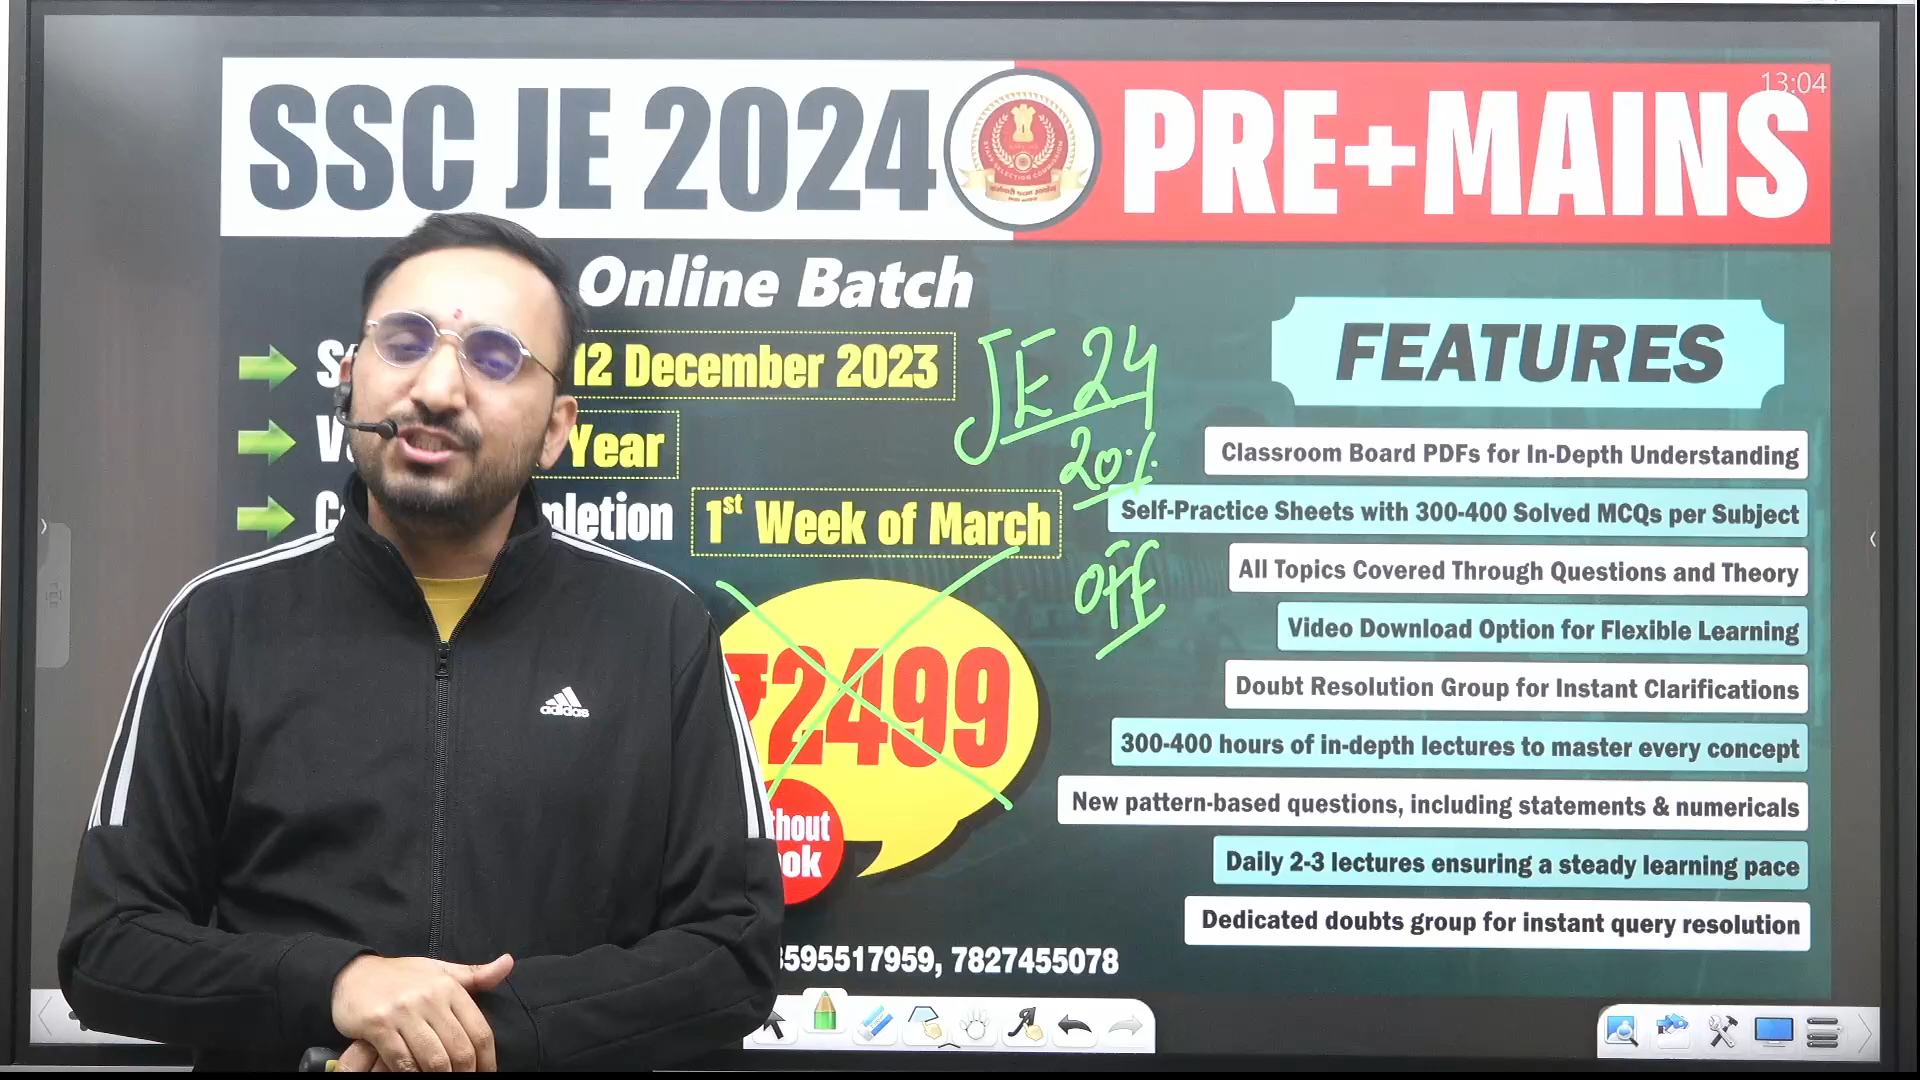 SSC JE 2024
PRE+MAINS
13:04
Online Batch
12 December 2023
Year
1st Week of March
JE 24
20%
OFF
₹2499
FEATURES
Classroom Board PDFs for In-Depth Understanding
Self-Practice Sheets with 300-400 Solved MCQs per Subject
All Topics Covered Through Questions and Theory
Video Download Option for Flexible Learning
Doubt Resolution Group for Instant Clarifications
300-400 hours of in-depth lectures to master every concept
New pattern-based questions, including statements & numericals
Daily 2-3 lectures ensuring a steady learning pace
Dedicated doubts group for instant query resolution
595517959, 7827455078
adidas